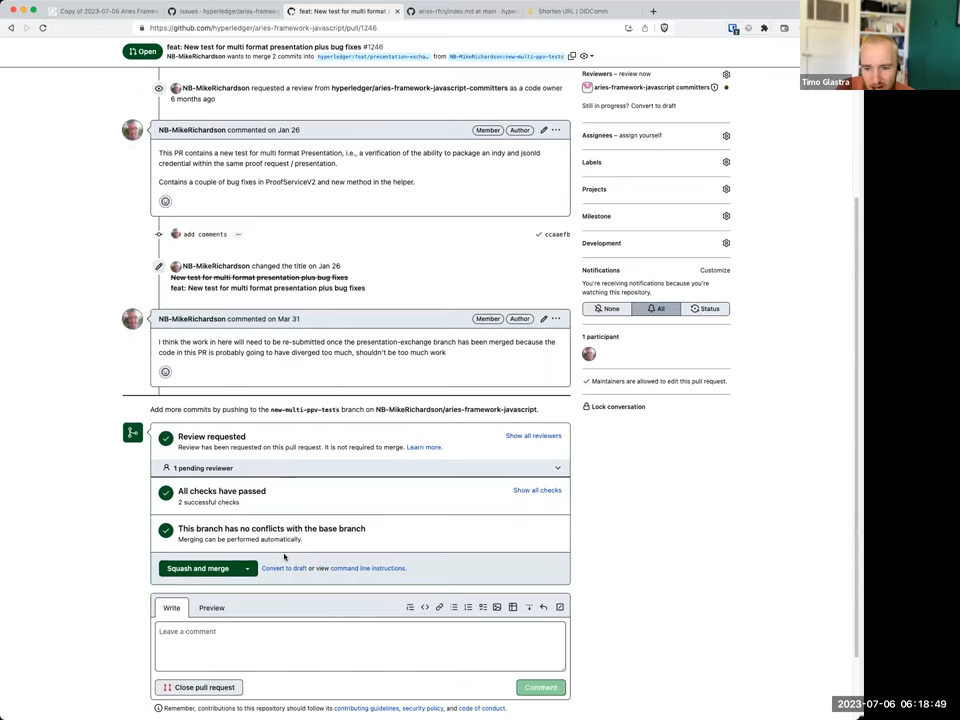 Copy of 2023-07-06 Aries Fram
Issues · hyperledger/aries-framew
feat: New test for multi format
aries-rfcs/index.md at main · hype
Shorten URL | DIDComm
https://github.com/hyperledger/aries-framework-javascript/pull/1246
Timo Glastra
Open
feat: New test for multi format presentation plus bug fixes #1246
NB-MikeRichardson wants to merge 2 commits into hyperledger:feat/presentation-excha… from NB-MikeRichardson:new-multi-ppv-tests
NB-MikeRichardson requested a review from hyperledger/aries-framework-javascript-committers as a code owner
6 months ago
NB-MikeRichardson commented on Jan 26
Member
Author
This PR contains a new test for multi format Presentation, i.e., a verification of the ability to package an indy and jsonld
credential within the same proof request / presentation.
Contains a couple of bug fixes in ProofServiceV2 and new method in the helper.
add comments
ccaaefb
NB-MikeRichardson changed the title on Jan 26
New test for multi format presentation plus bug fixes
feat: New test for multi format presentation plus bug fixes
NB-MikeRichardson commented on Mar 31
Member
Author
I think the work in here will need to be re-submitted once the presentation-exchange branch has been merged because the
code in this PR is probably going to have diverged too much, shouldn't be too much work
Add more commits by pushing to the new-multi-ppv-tests branch on NB-MikeRichardson/aries-framework-javascript.
Review requested
Show all reviewers
Review has been requested on this pull request. It is not required to merge. Learn more.
1 pending reviewer
All checks have passed
Show all checks
2 successful checks
This branch has no conflicts with the base branch
Merging can be performed automatically.
Squash and merge
Convert to draft or view command line instructions.
Write
Preview
Leave a comment
Close pull request
Comment
Remember, contributions to this repository should follow its contributing guidelines, security policy, and code of conduct.
Reviewers – review now
aries-framework-javascript committers
Still in progress? Convert to draft
Assignees – assign yourself
Labels
Projects
Milestone
Development
Notifications
Customize
You're receiving notifications because you're
watching this repository.
None
All
Status
1 participant
Maintainers are allowed to edit this pull request.
Lock conversation
2023-07-06 06:18:49